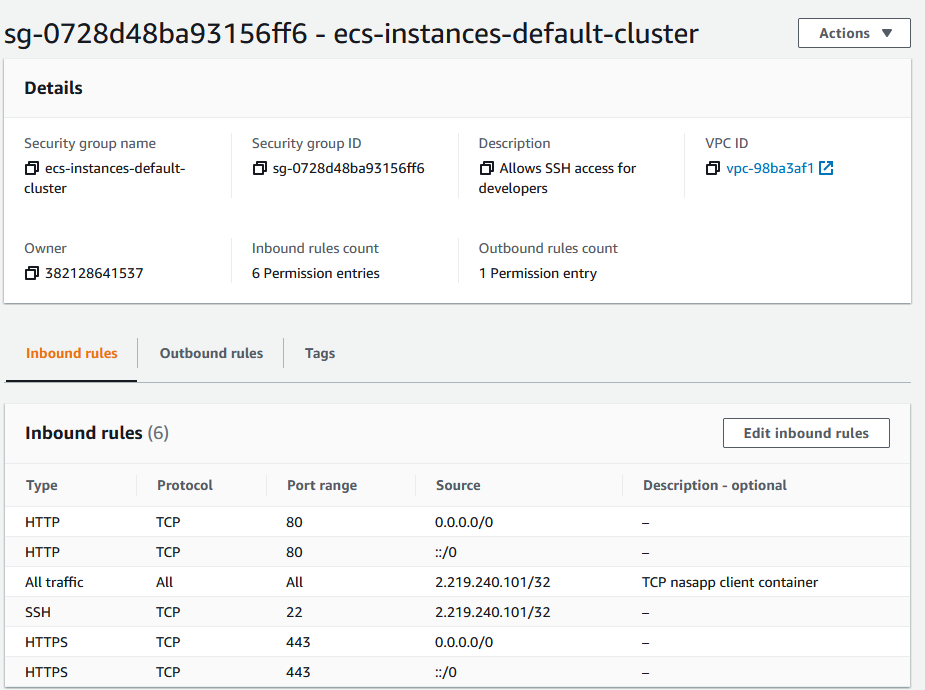 sg-0728d48ba93156ff6 - ecs-instances-default-cluster
Actions
Details
Security group name
ecs-instances-default-
cluster
Security group ID
sg-0728d48ba93156ff6
Description
Allows SSH access for
developers
VPC ID
vpc-98ba3af1
Owner
382128641537
Inbound rules count
6 Permission entries
Outbound rules count
1 Permission entry
Inbound rules Outbound rules Tags
Inbound rules (6) Edit inbound rules
Type Protocol Port range Source Description - optional
HTTP TCP 80 0.0.0.0/0 –
HTTP TCP 80 ::/0 –
All traffic All All 2.219.240.101/32 TCP nasapp client container
SSH TCP 22 2.219.240.101/32 –
HTTPS TCP 443 0.0.0.0/0 –
HTTPS TCP 443 ::/0 –